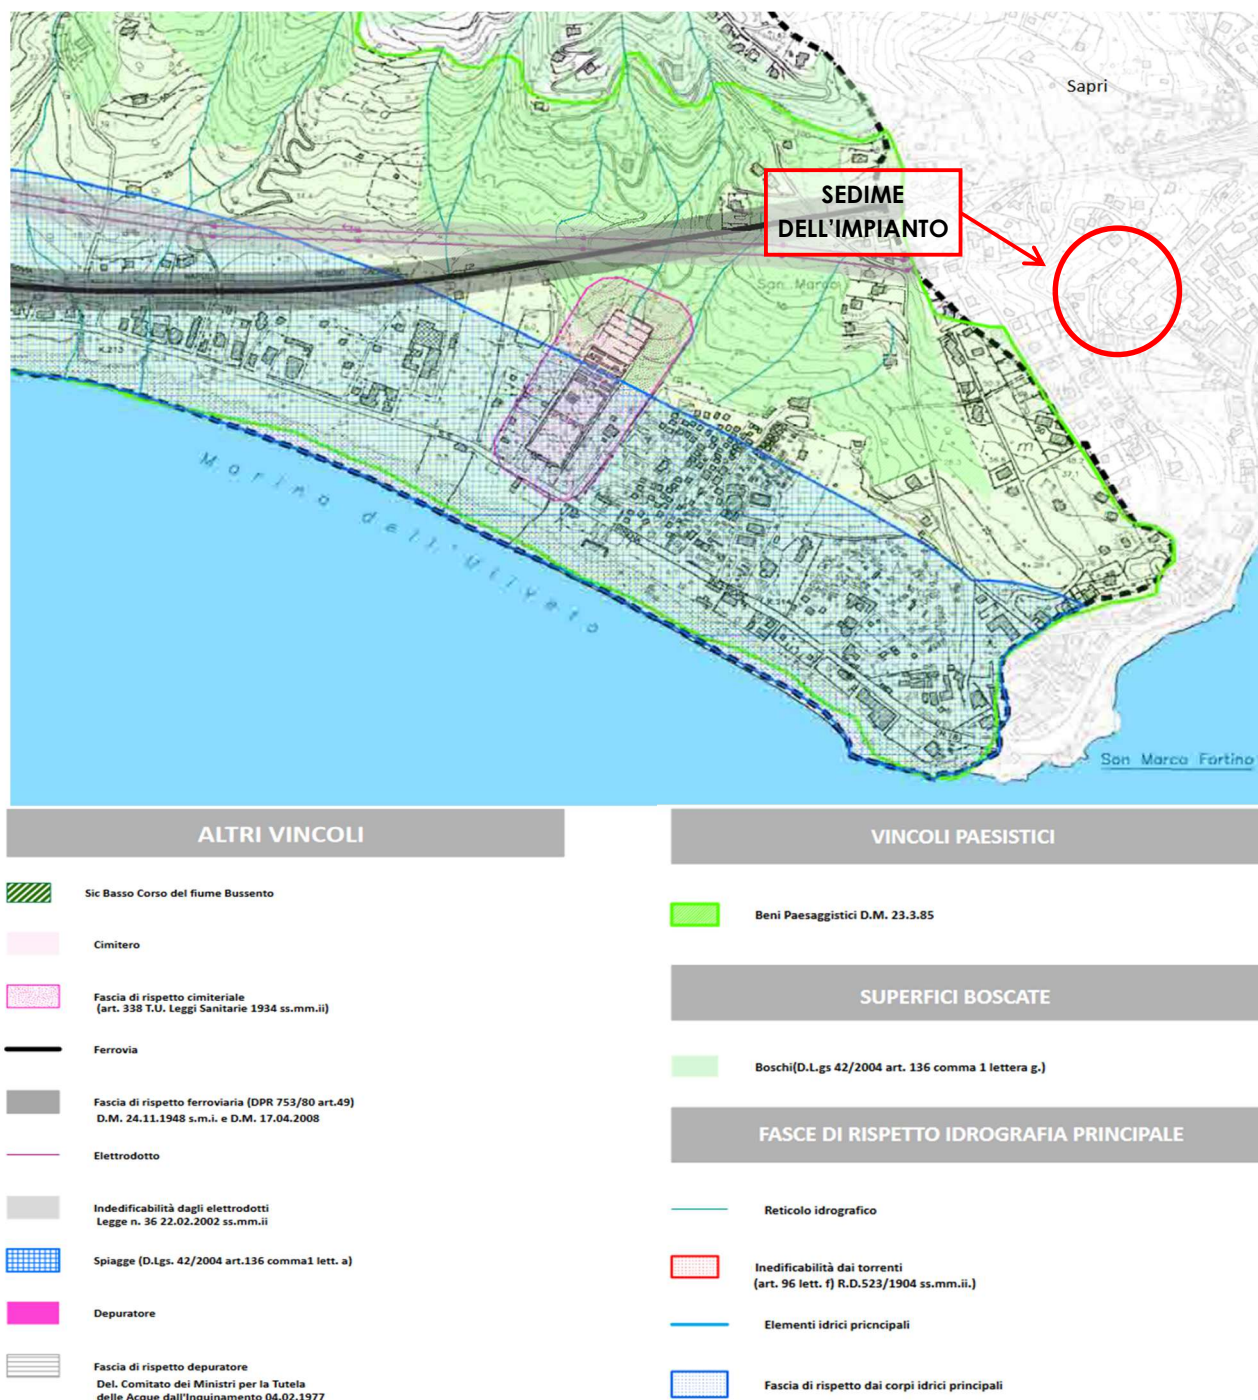 Sapri
SEDIME
DELL'IMPIANTO
San Marco
K.213
Marina dell'Uliveto
San Marco Fortino
ALTRI VINCOLI
Sic Basso Corso del fiume Bussento
Cimitero
Fascia di rispetto cimiteriale
(art. 338 T.U. Leggi Sanitarie 1934 ss.mm.ii)
Ferrovia
Fascia di rispetto ferroviaria (DPR 753/80 art.49)
D.M. 24.11.1948 s.m.i. e D.M. 17.04.2008
Elettrodotto
Indedificabilità dagli elettrodotti
Legge n. 36 22.02.2002 ss.mm.ii
Spiagge (D.Lgs. 42/2004 art.136 comma1 lett. a)
Depuratore
Fascia di rispetto depuratore
Del. Comitato dei Ministri per la Tutela
delle Acque dall'Inquinamento 04.02.1977
VINCOLI PAESISTICI
Beni Paesaggistici D.M. 23.3.85
SUPERFICI BOSCATE
Boschi(D.L.gs 42/2004 art. 136 comma 1 lettera g.)
FASCE DI RISPETTO IDROGRAFIA PRINCIPALE
Reticolo idrografico
Inedificabilità dai torrenti
(art. 96 lett. f) R.D.523/1904 ss.mm.ii.)
Elementi idrici pricncipali
Fascia di rispetto dai corpi idrici principali